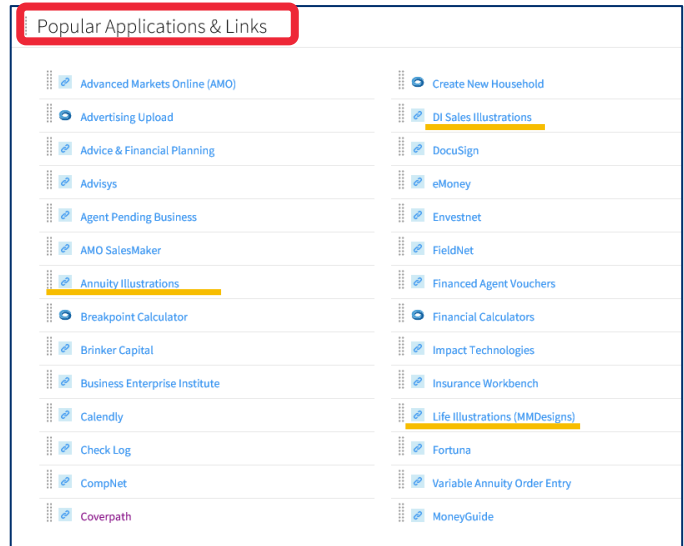 Popular Applications & Links
Advanced Markets Online (AMO)
Advertising Upload
Advice & Financial Planning
Advisys
Agent Pending Business
AMO SalesMaker
Annuity Illustrations
Breakpoint Calculator
Brinker Capital
Business Enterprise Institute
Calendly
Check Log
CompNet
Coverpath
Create New Household
DI Sales Illustrations
DocuSign
eMoney
Envestnet
FieldNet
Financed Agent Vouchers
Financial Calculators
Impact Technologies
Insurance Workbench
Life Illustrations (MMDesigns)
Fortuna
Variable Annuity Order Entry
MoneyGuide